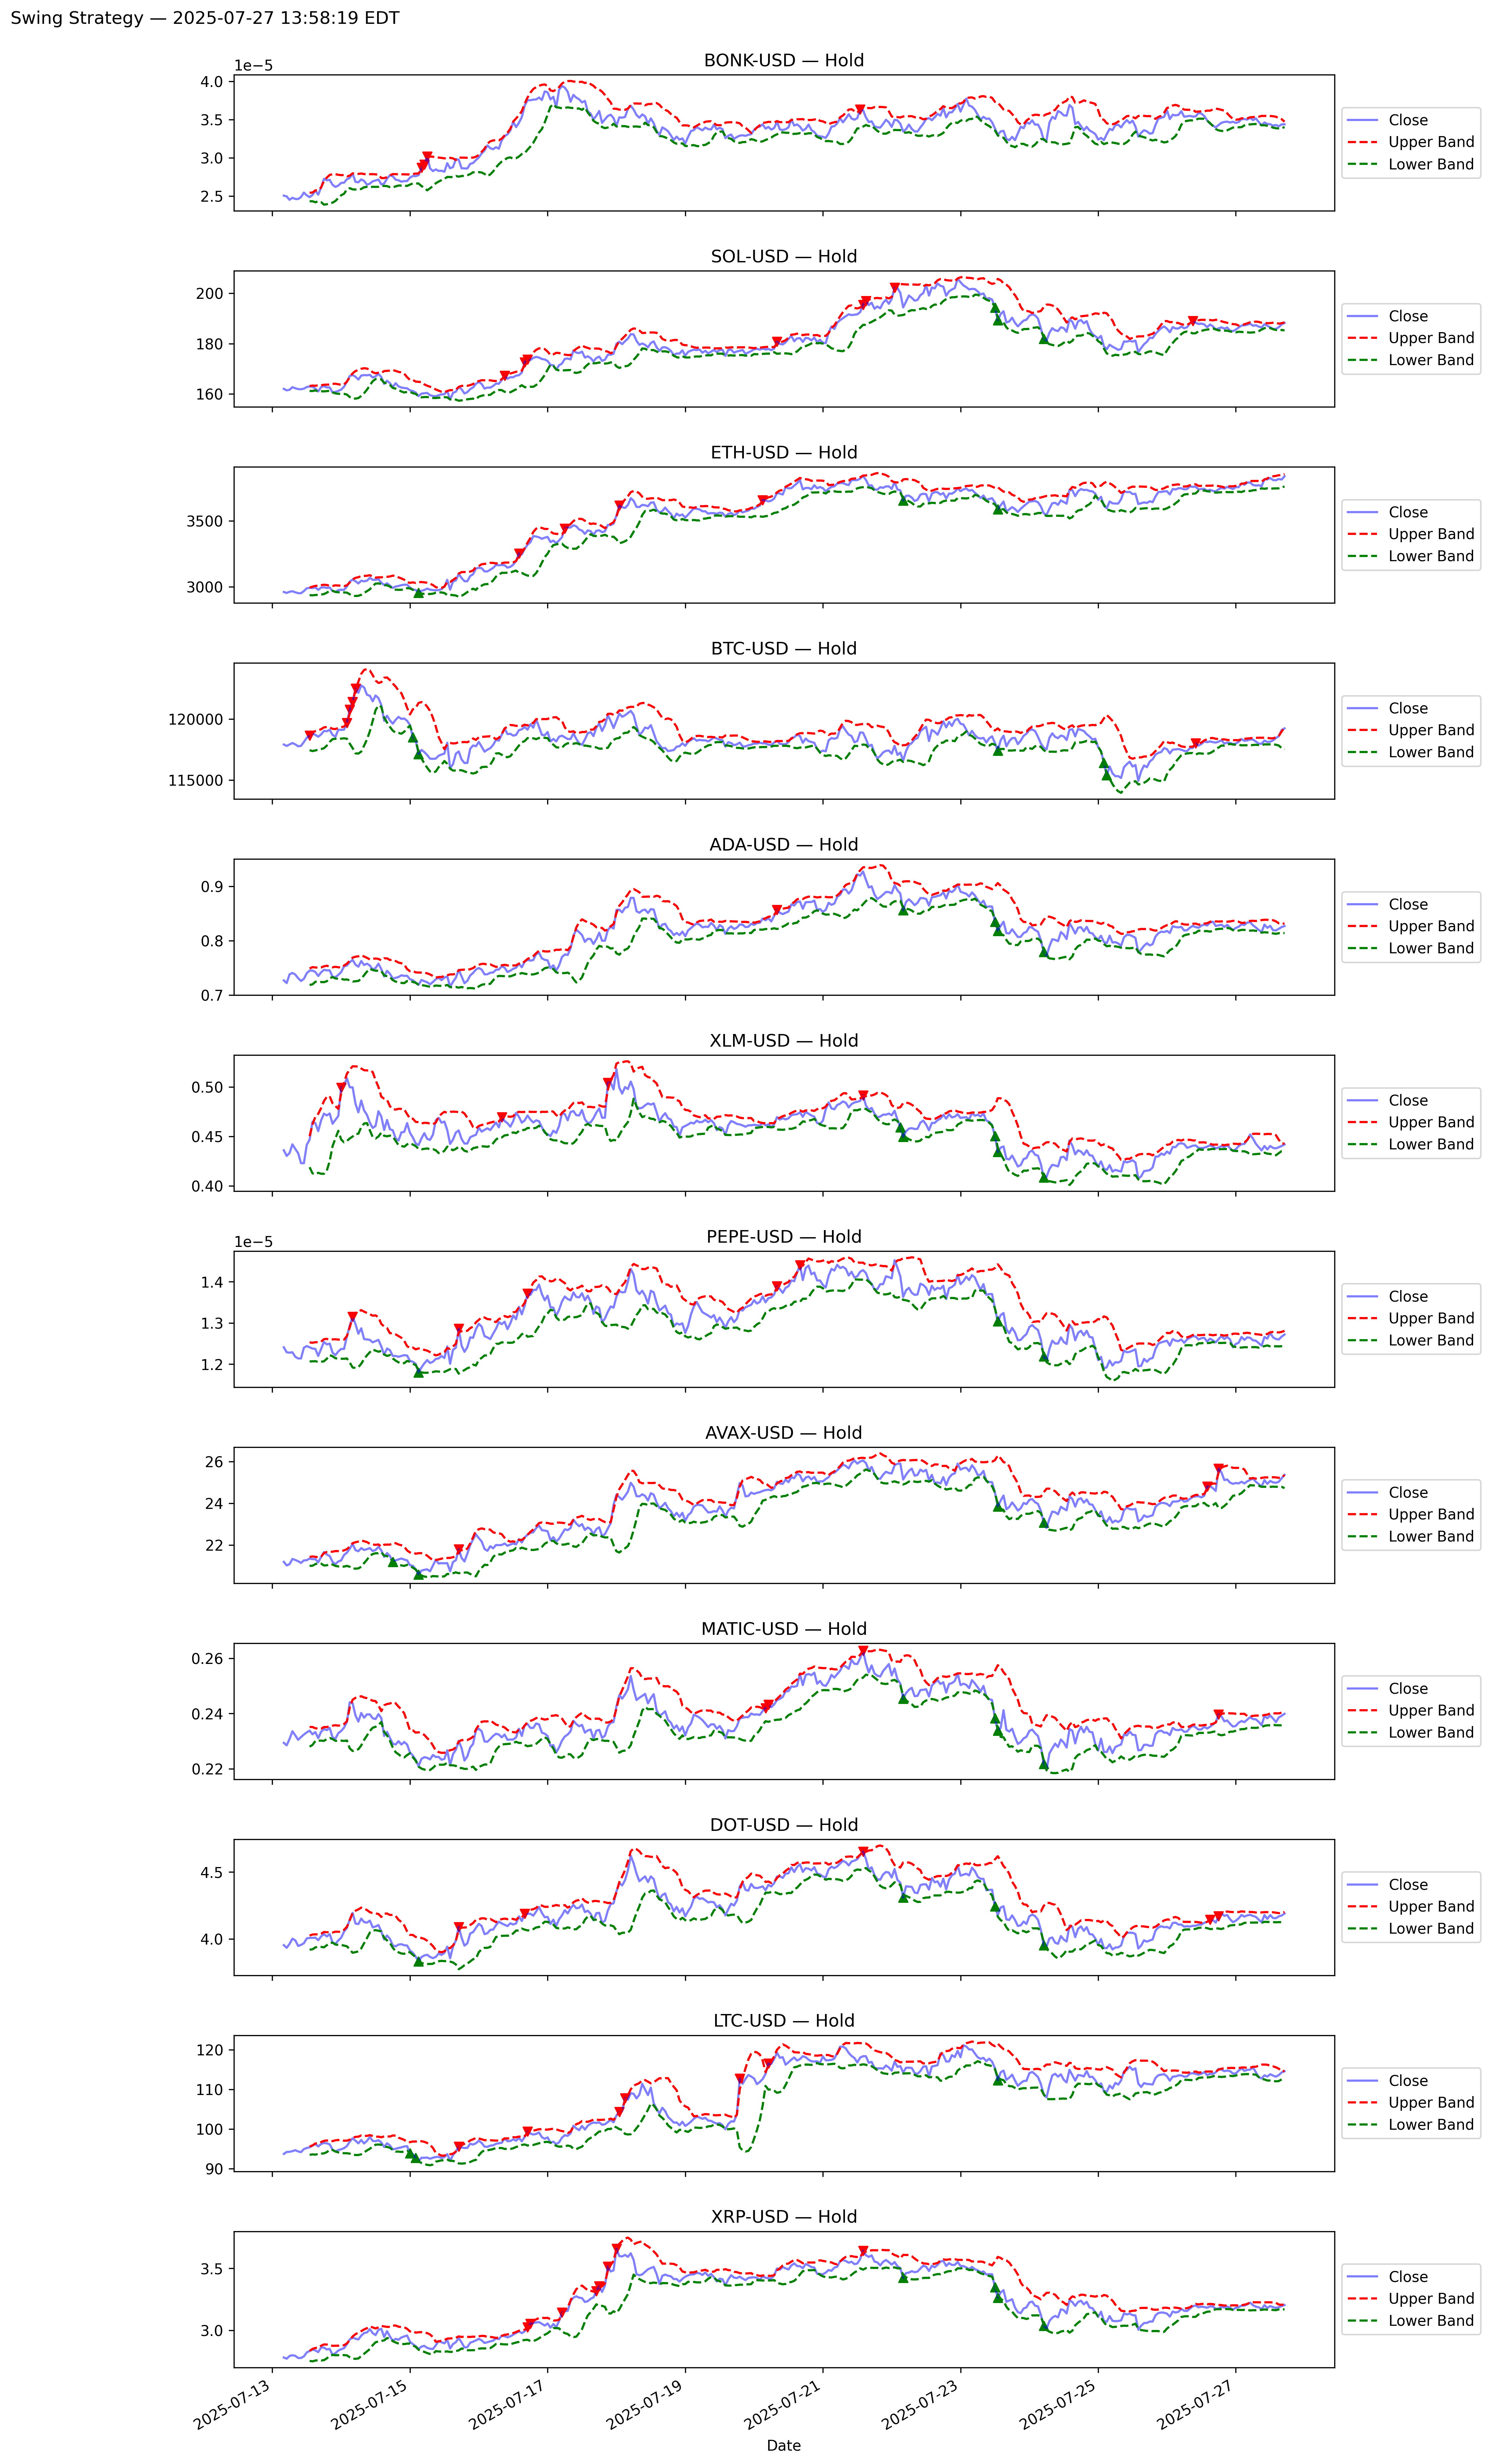 Swing Strategy — 2025-07-27 13:58:19 EDT
BONK-USD — Hold
1e−5
4.0
3.5
3.0
2.5
Close
Upper Band
Lower Band
SOL-USD — Hold
200
180
160
Close
Upper Band
Lower Band
ETH-USD — Hold
3500
3000
Close
Upper Band
Lower Band
BTC-USD — Hold
120000
115000
Close
Upper Band
Lower Band
ADA-USD — Hold
0.9
0.8
0.7
Close
Upper Band
Lower Band
XLM-USD — Hold
0.50
0.45
0.40
Close
Upper Band
Lower Band
PEPE-USD — Hold
1e−5
1.4
1.3
1.2
Close
Upper Band
Lower Band
AVAX-USD — Hold
26
24
22
Close
Upper Band
Lower Band
MATIC-USD — Hold
0.26
0.24
0.22
Close
Upper Band
Lower Band
DOT-USD — Hold
4.5
4.0
Close
Upper Band
Lower Band
LTC-USD — Hold
120
110
100
90
Close
Upper Band
Lower Band
XRP-USD — Hold
3.5
3.0
Close
Upper Band
Lower Band
2025-07-13
2025-07-15
2025-07-17
2025-07-19
2025-07-21
2025-07-23
2025-07-25
2025-07-27
Date